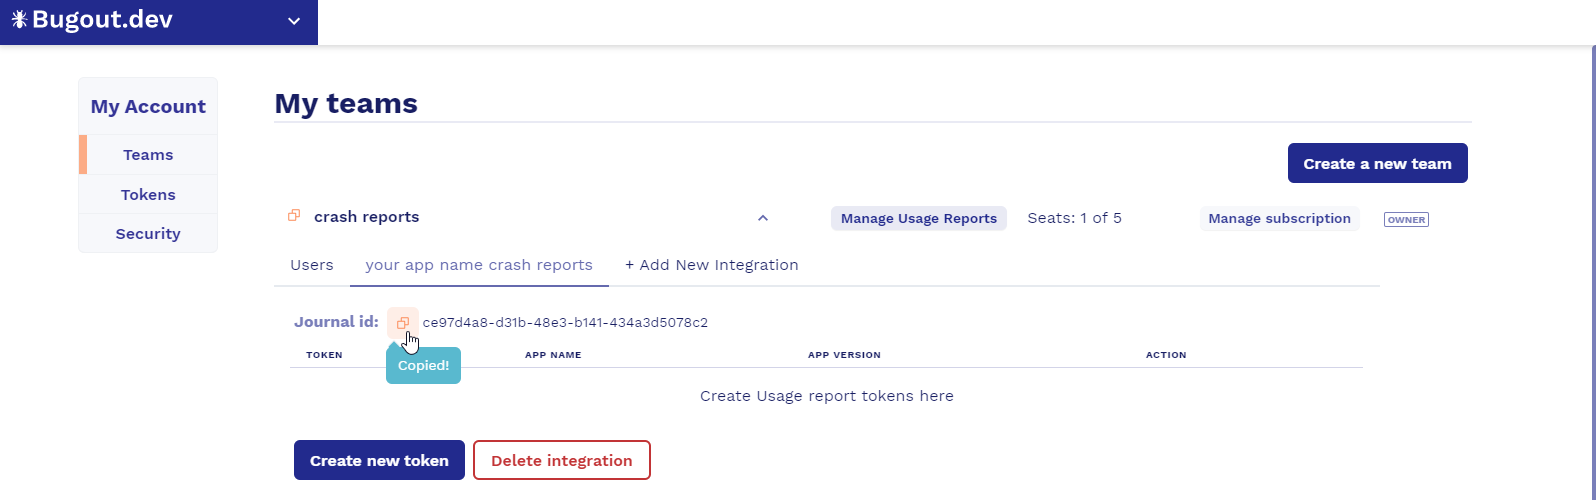 Bugout.dev
My Account
Teams
Tokens
Security
My teams
Create a new team
crash reports
Manage Usage Reports
Seats: 1 of 5
Manage subscription
OWNER
Users
your app name crash reports
+ Add New Integration
Journal id:
ce97d4a8-d31b-48e3-b141-434a3d5078c2
Copied!
TOKEN
APP NAME
APP VERSION
ACTION
Create Usage report tokens here
Create new token
Delete integration